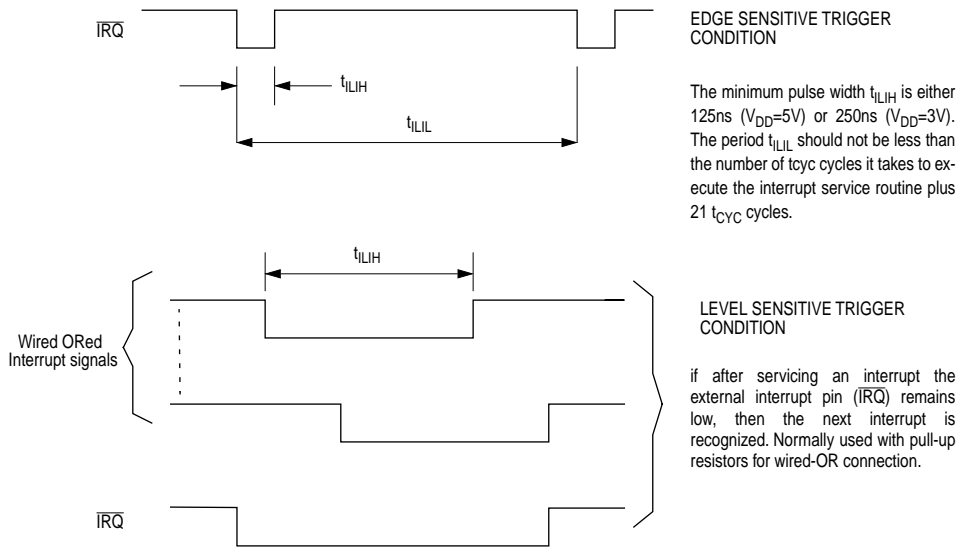 IRQ
tILIH
tILIL
EDGE SENSITIVE TRIGGER
CONDITION
The minimum pulse width tILIH is either
125ns (VDD=5V) or 250ns (VDD=3V).
The period tILIL should not be less than
the number of tcyc cycles it takes to ex-
ecute the interrupt service routine plus
21 tCYC cycles.
tILIH
Wired ORed
Interrupt signals
IRQ
LEVEL SENSITIVE TRIGGER
CONDITION
if after servicing an interrupt the
external interrupt pin (IRQ) remains
low, then the next interrupt is
recognized. Normally used with pull-up
resistors for wired-OR connection.